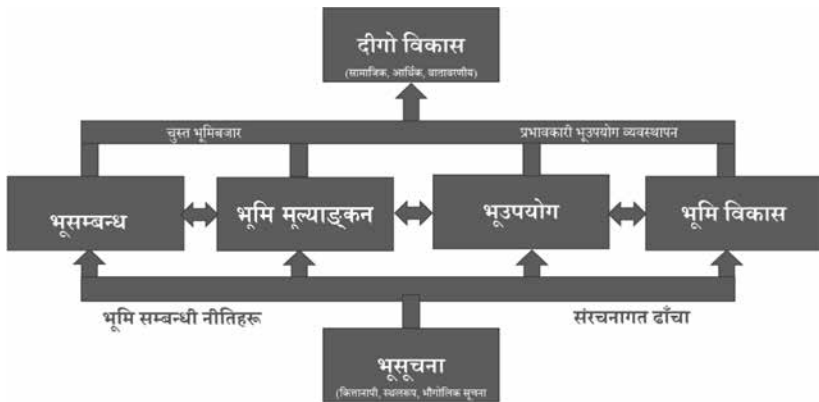 दीगो विकास
(सामाजिक, आर्थिक, वातावरणीय)
चुस्त भूमिबजार
प्रभावकारी भूउपयोग व्यवस्थापन
भूसम्बन्ध
भूमि मूल्याङ्कन
भूउपयोग
भूमि विकास
भूमि सम्बन्धी नीतिहरू
संरचनागत ढाँचा
भूसूचना
(कित्तानापी, स्थलरूप, भौगोलिक सूचना